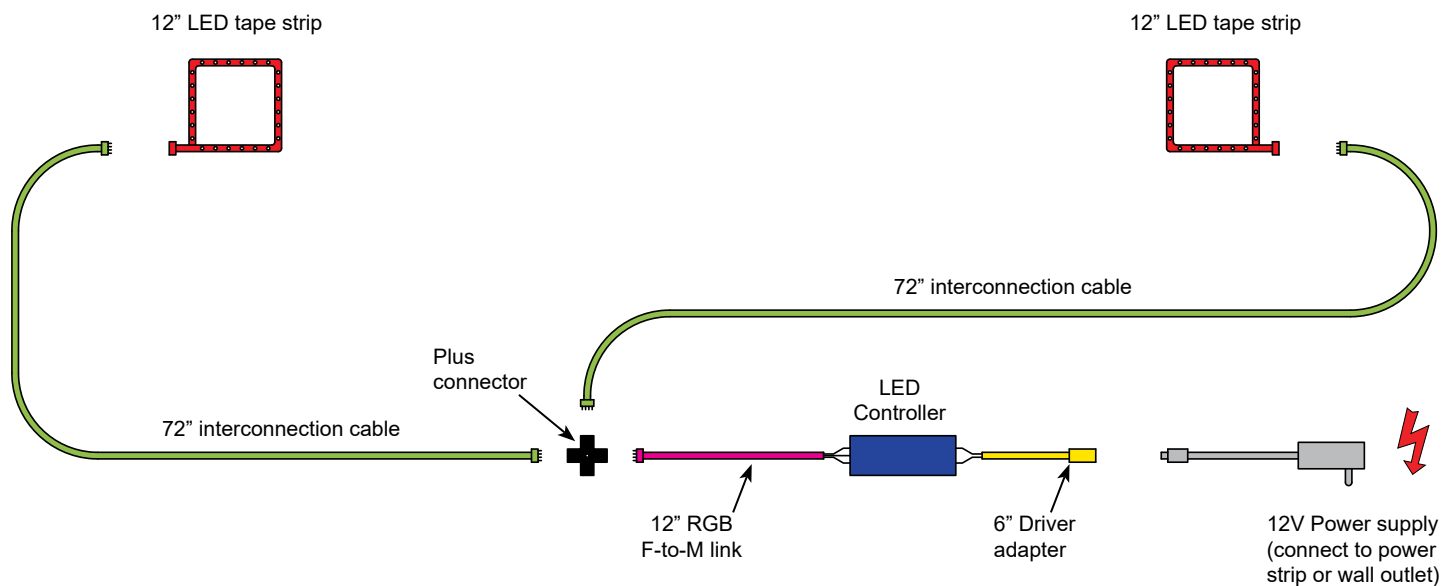 12” LED tape strip
12” LED tape strip
72” interconnection cable
Plus
connector
LED
Controller
72” interconnection cable
12” RGB
F-to-M link
6” Driver
adapter
12V Power supply
(connect to power
strip or wall outlet)